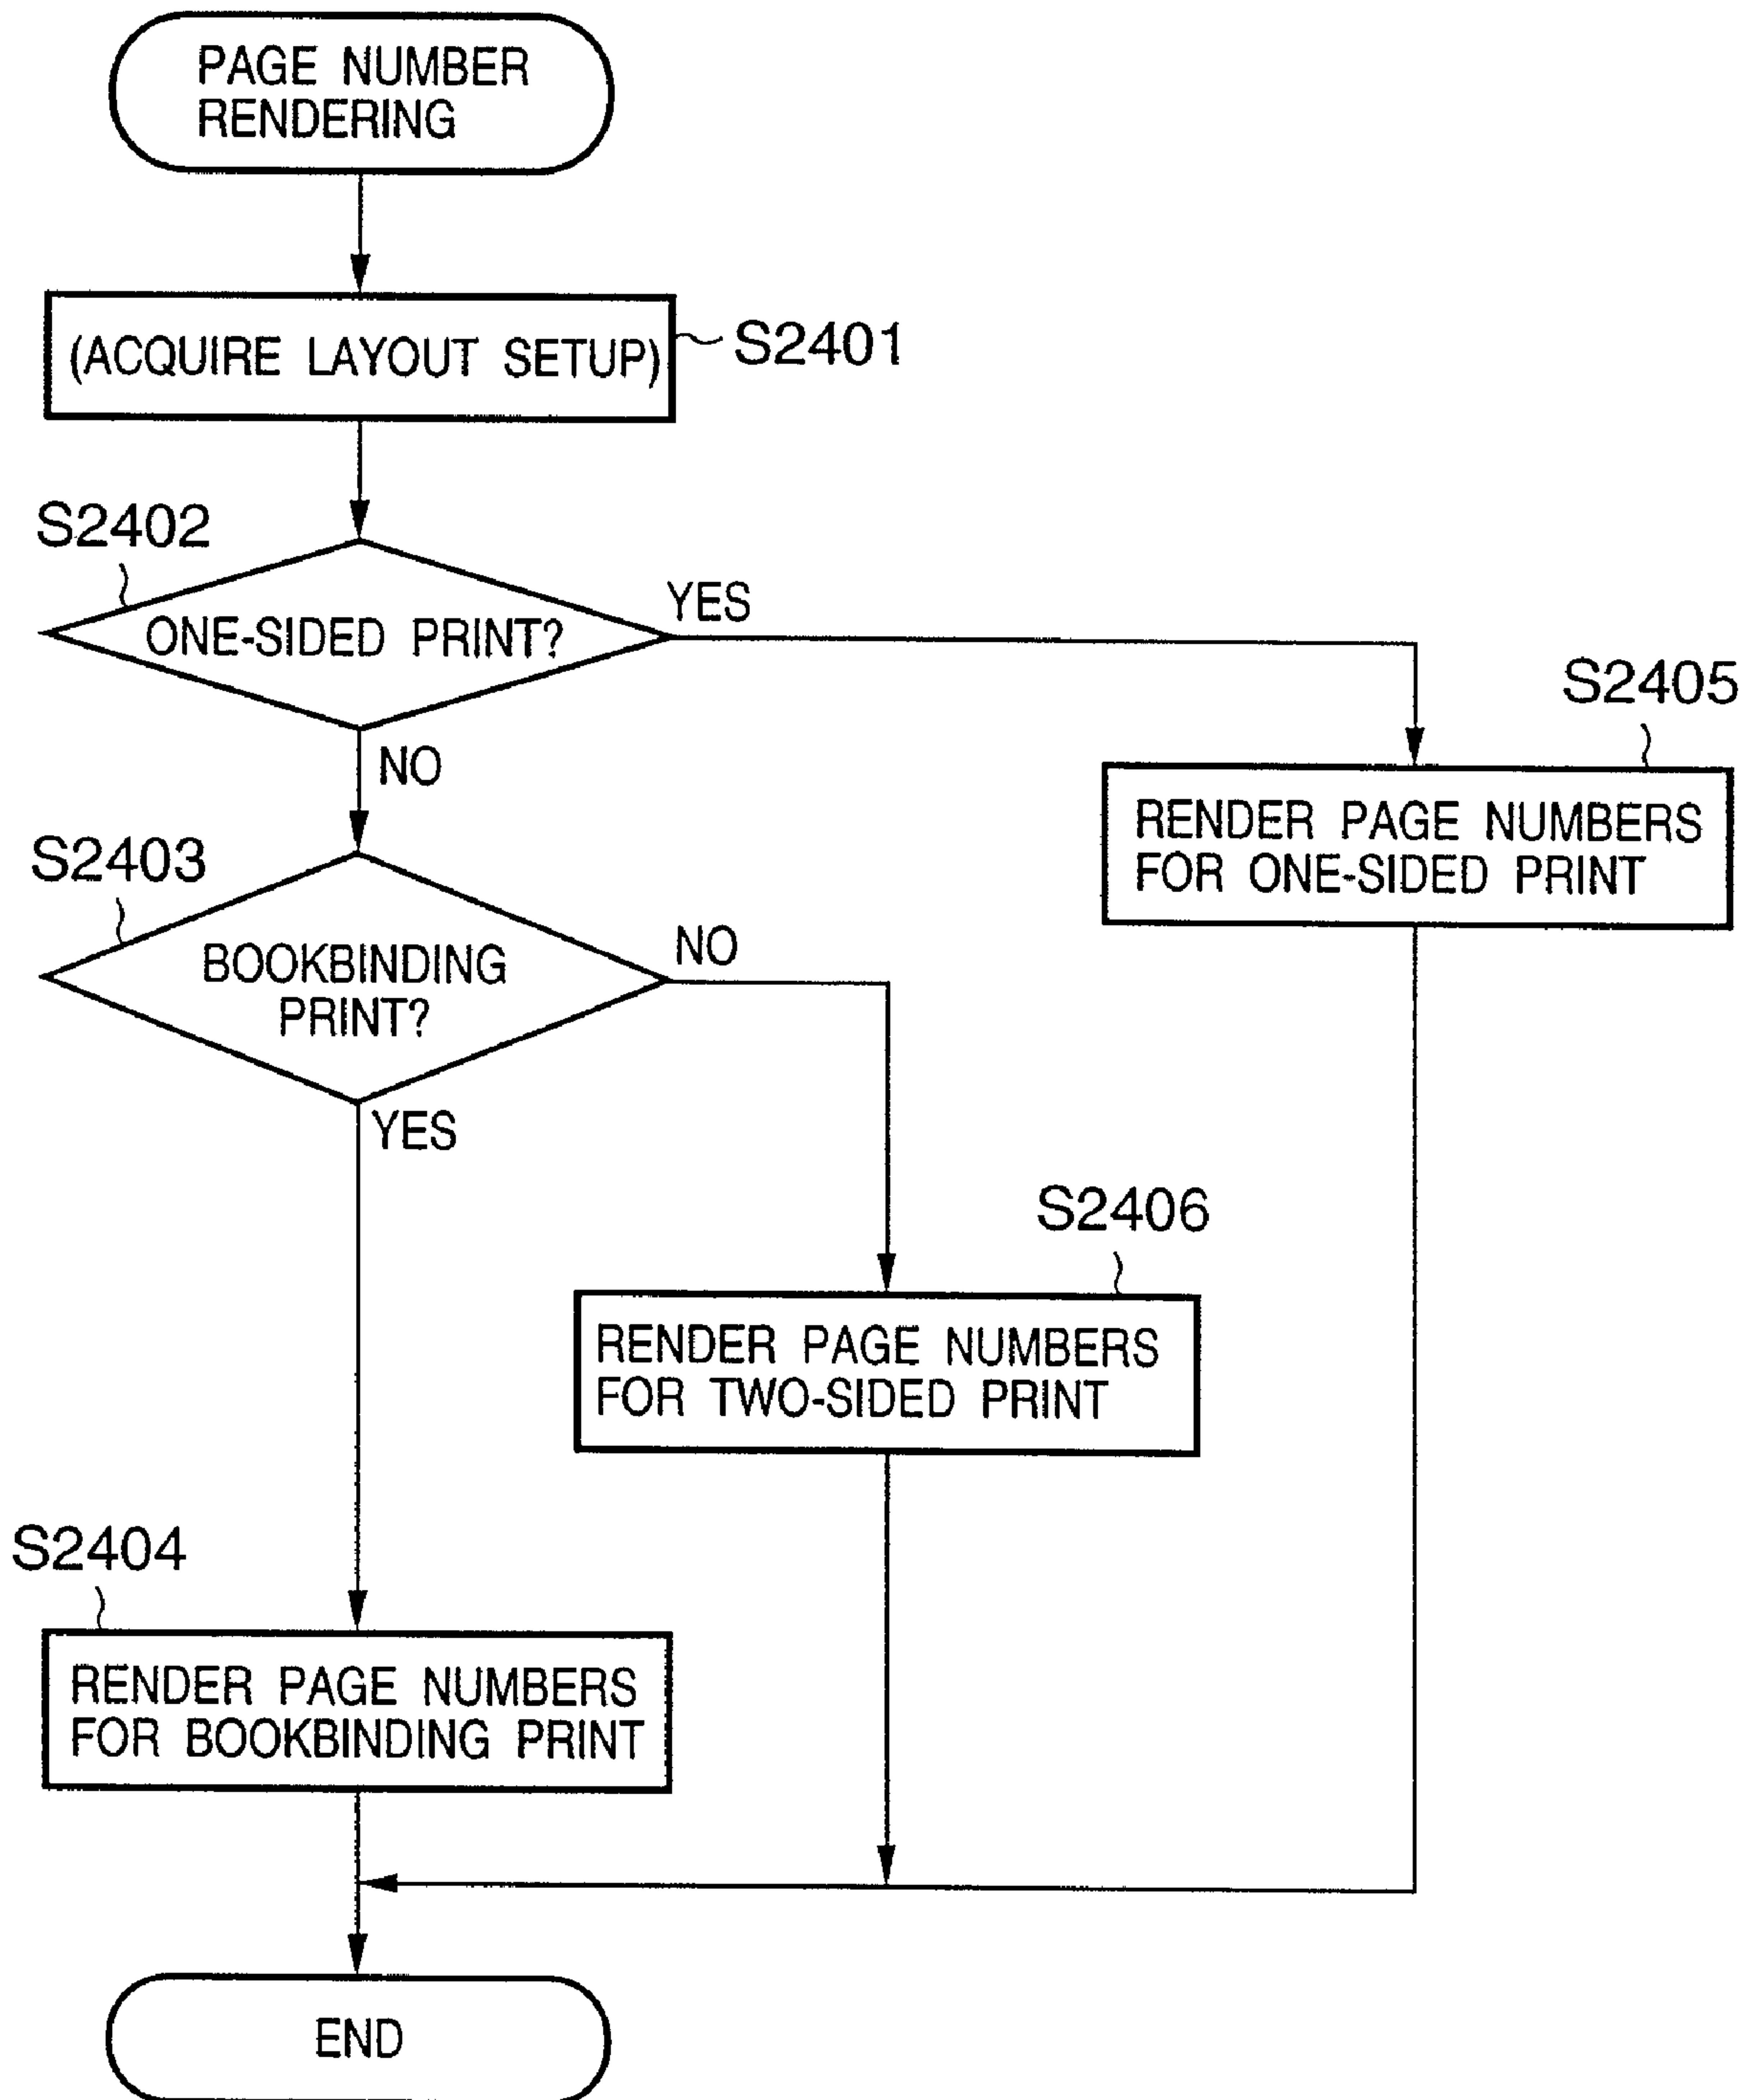 PAGE NUMBER
RENDERING
(ACQUIRE LAYOUT SETUP)
S2401
S2402
ONE-SIDED PRINT?
YES
NO
S2405
RENDER PAGE NUMBERS
FOR ONE-SIDED PRINT
S2403
BOOKBINDING
PRINT?
NO
YES
S2406
RENDER PAGE NUMBERS
FOR TWO-SIDED PRINT
S2404
RENDER PAGE NUMBERS
FOR BOOKBINDING PRINT
END